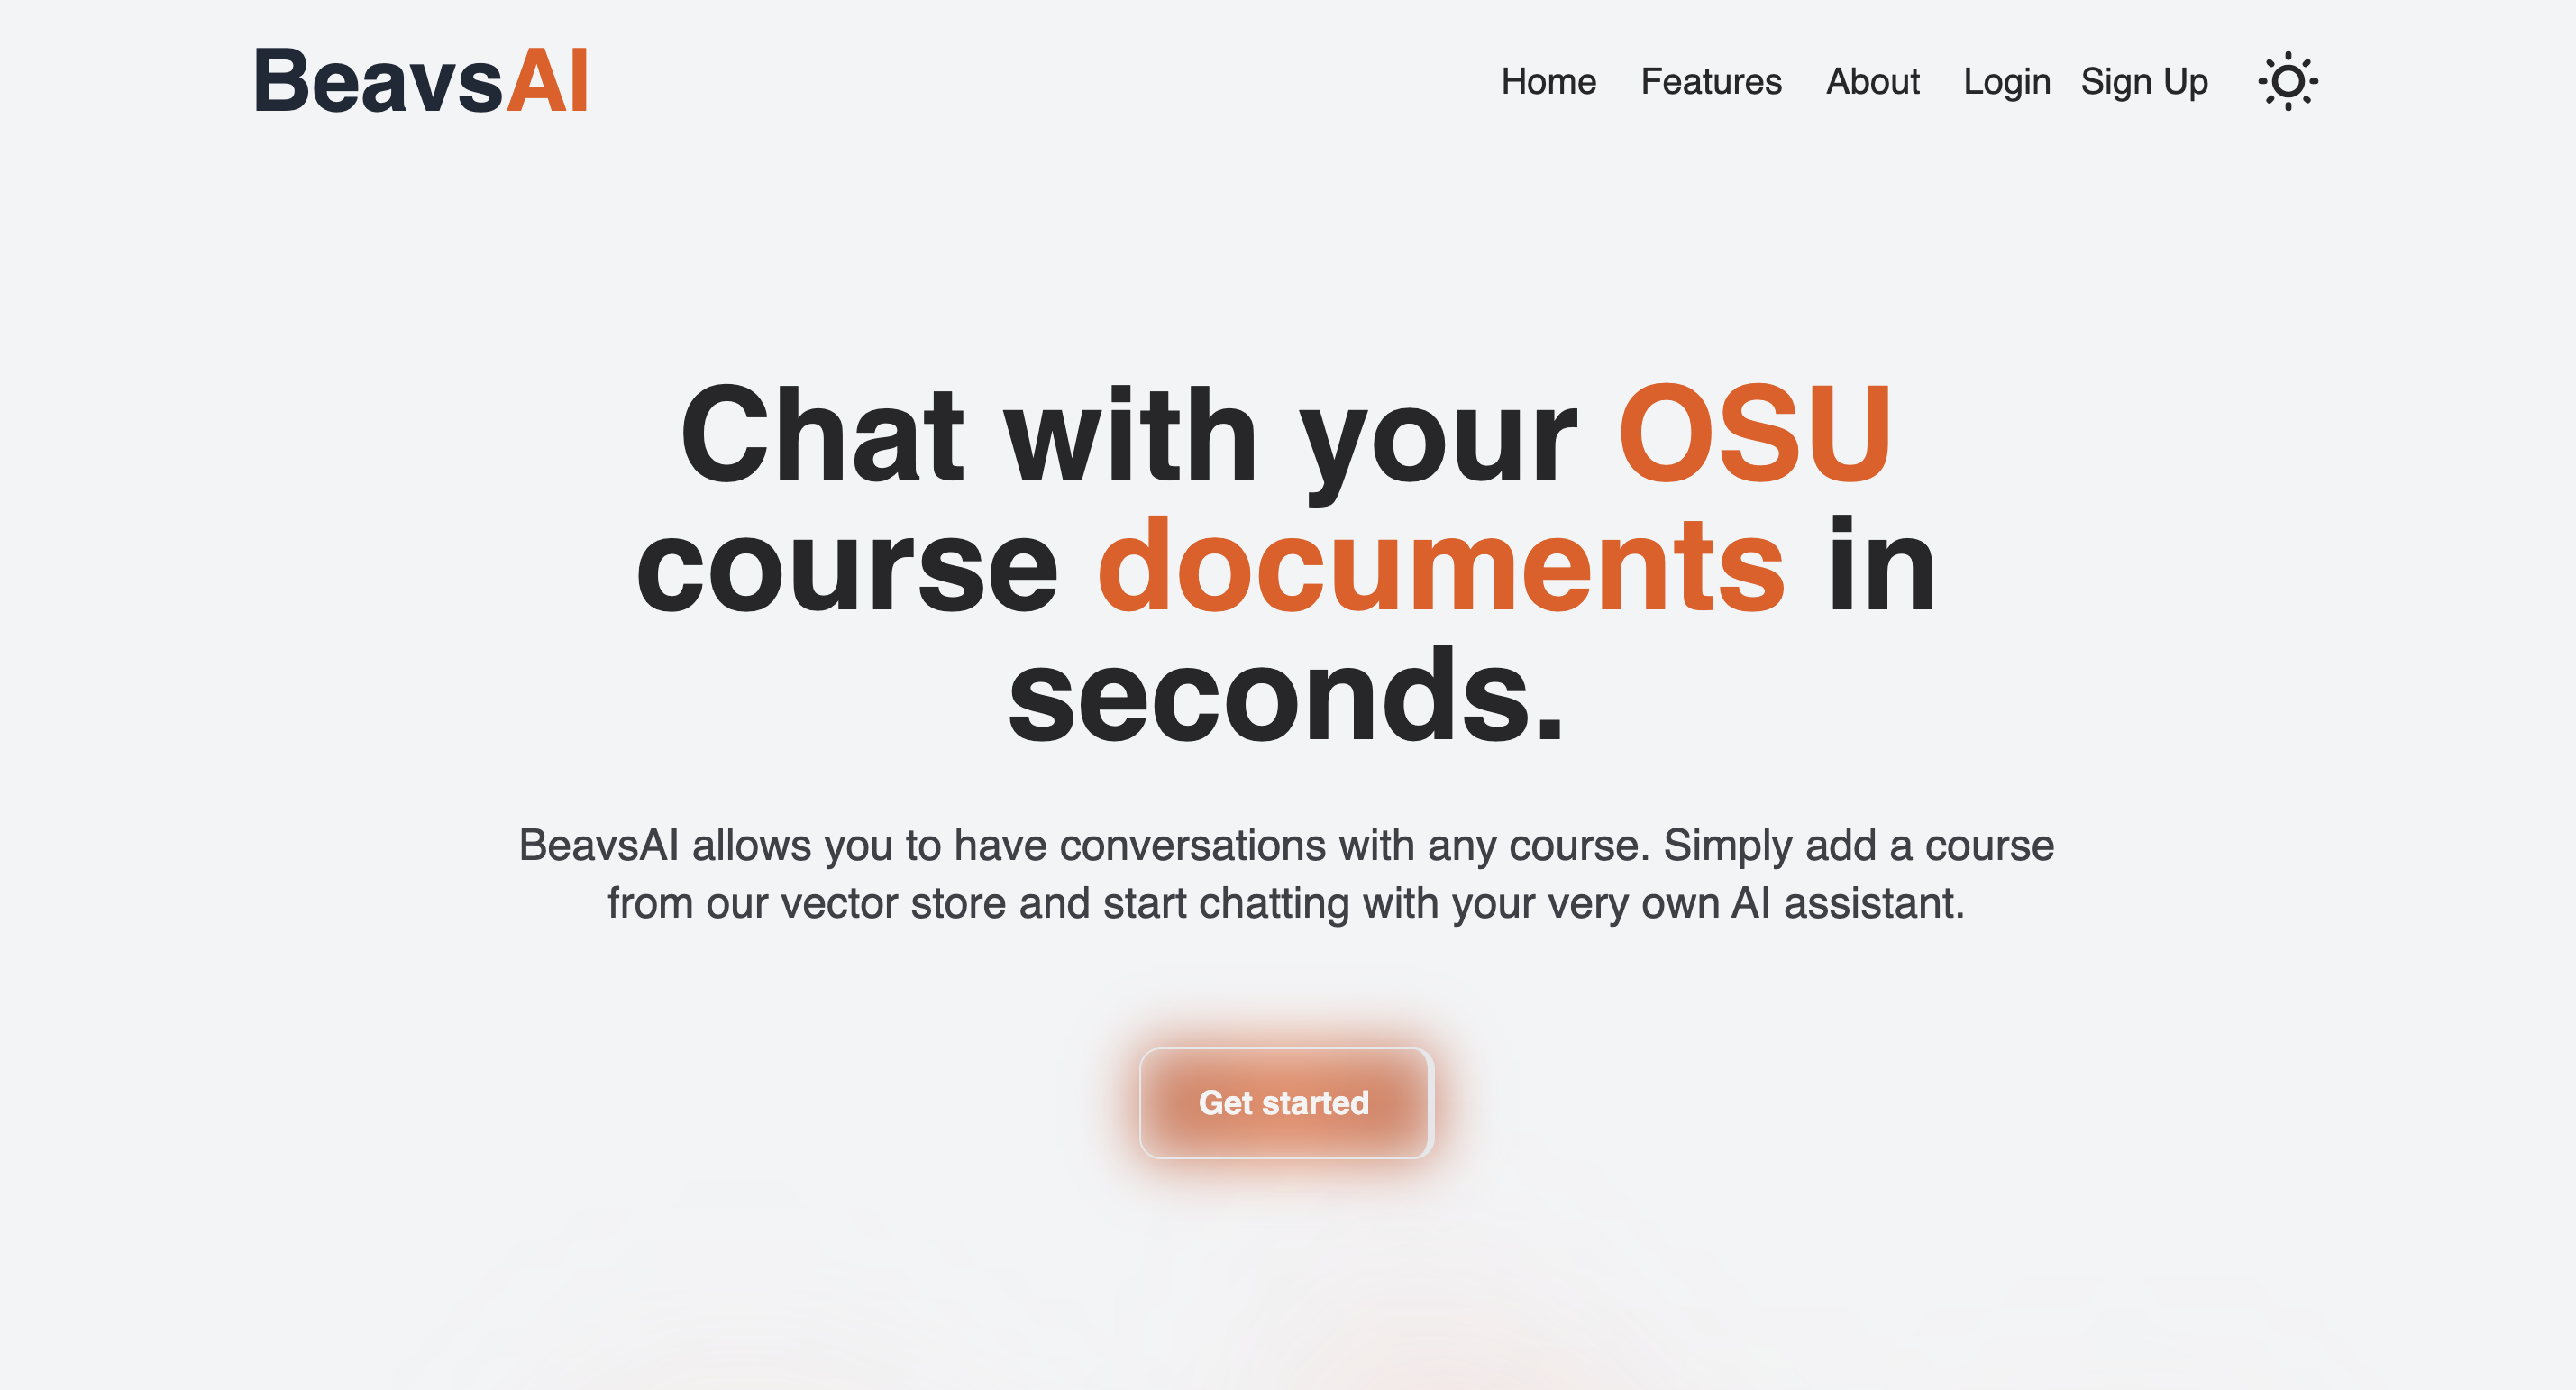 BeavsAI
Home Features About Login Sign Up
Chat with your OSU
course documents in
seconds.
BeavsAI allows you to have conversations with any course. Simply add a course
from our vector store and start chatting with your very own AI assistant.
Get started